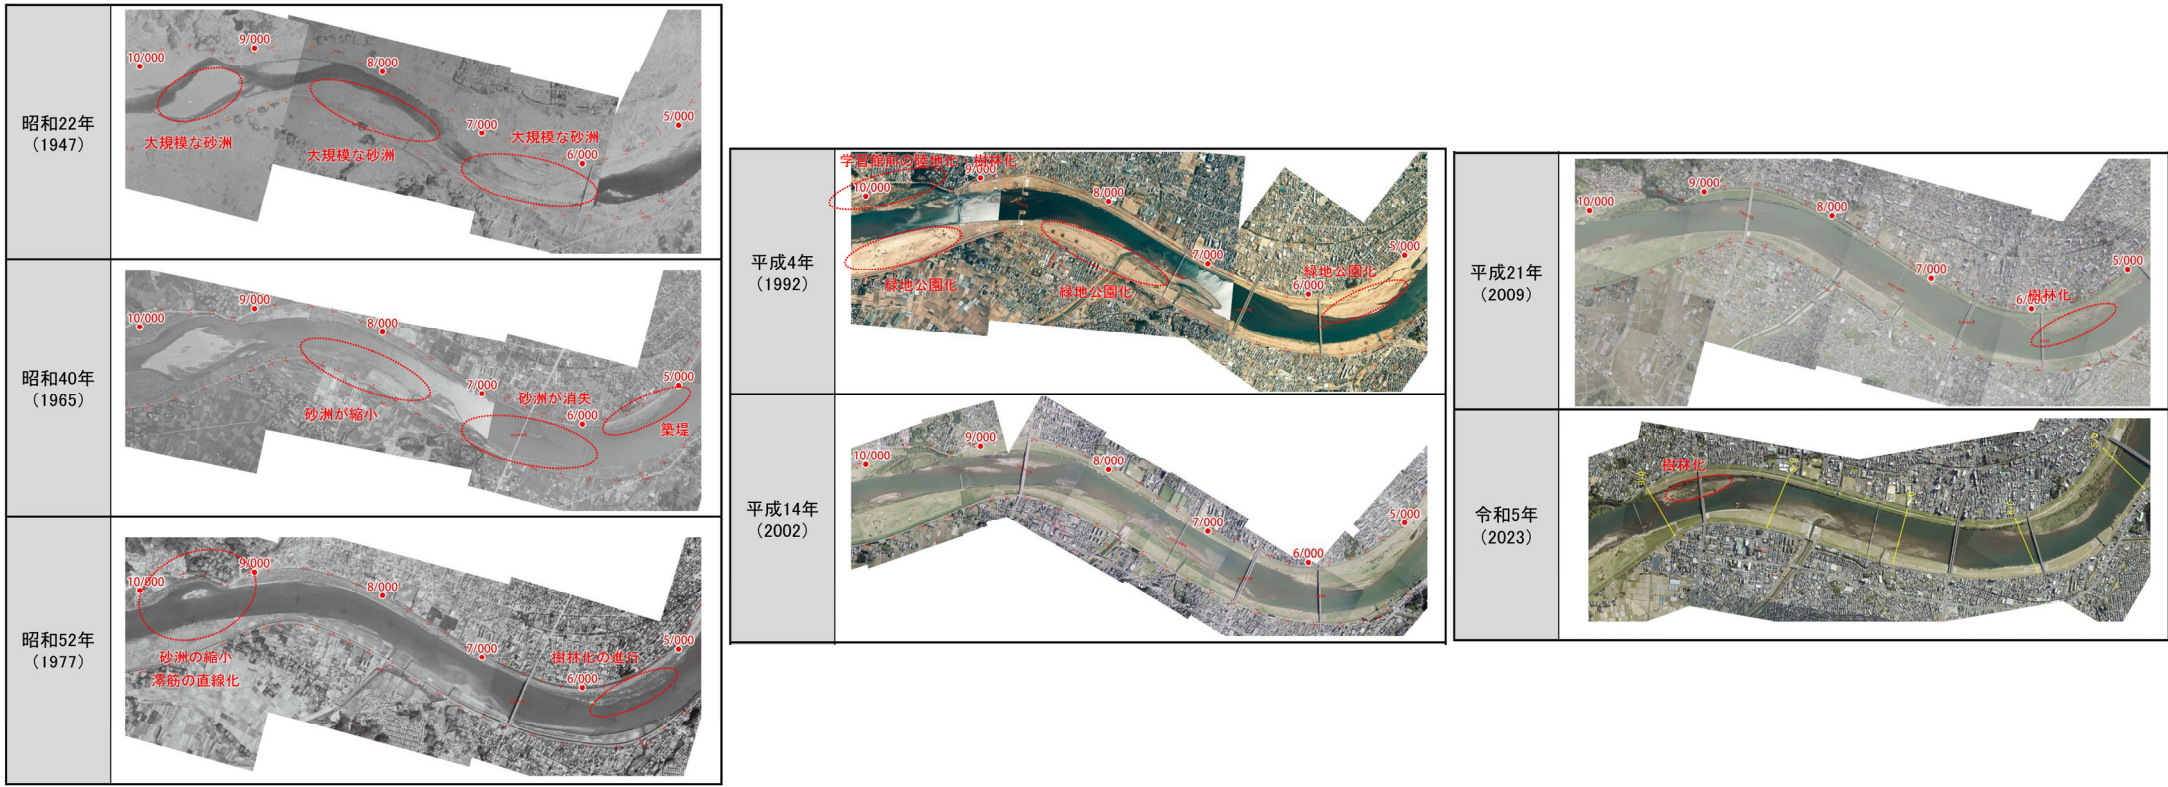 昭和22年
(1947)
10/000
9/000
8/000
7/000
6/000
5/000
大規模な砂洲
大規模な砂洲
大規模な砂洲
昭和40年
(1965)
10/000
9/000
8/000
7/000
6/000
5/000
砂洲が縮小
砂洲が消失
築堤
昭和52年
(1977)
10/000
9/000
8/000
7/000
6/000
5/000
砂洲の縮小
澪筋の直線化
樹林化の進行
平成4年
(1992)
学習館前の陸地化・樹林化
10/000
9/000
8/000
7/000
6/000
5/000
緑地公園化
緑地公園化
緑地公園化
平成14年
(2002)
10/000
9/000
8/000
7/000
6/000
5/000
平成21年
(2009)
10/000
9/000
8/000
7/000
6/000
5/000
樹林化
令和5年
(2023)
樹林化